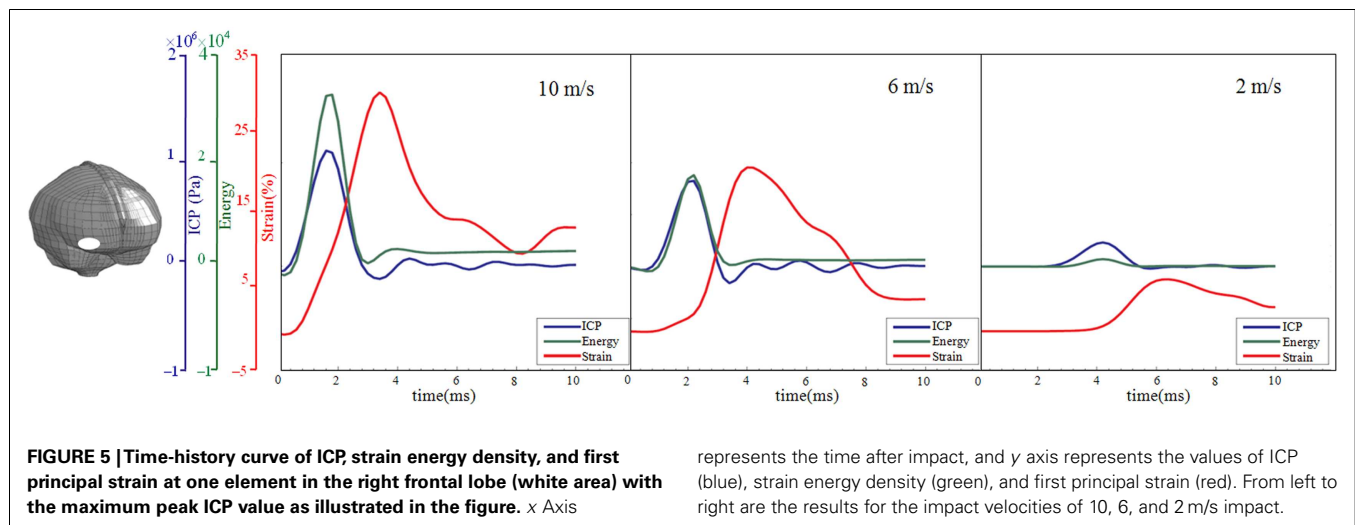 ×10⁶ ×10⁴
2 4 35
1 2 25
15
0 0
5
-1 -1 -5
ICP (Pa)
Energy
Strain(%)
10 m/s
ICP
Energy
Strain
0 2 4 6 8 10
time(ms)
6 m/s
ICP
Energy
Strain
0 2 4 6 8 10
time(ms)
2 m/s
ICP
Energy
Strain
0 2 4 6 8 10
time(ms)
FIGURE 5 | Time-history curve of ICP, strain energy density, and first
principal strain at one element in the right frontal lobe (white area) with
the maximum peak ICP value as illustrated in the figure. x Axis
represents the time after impact, and y axis represents the values of ICP
(blue), strain energy density (green), and first principal strain (red). From left to
right are the results for the impact velocities of 10, 6, and 2 m/s impact.